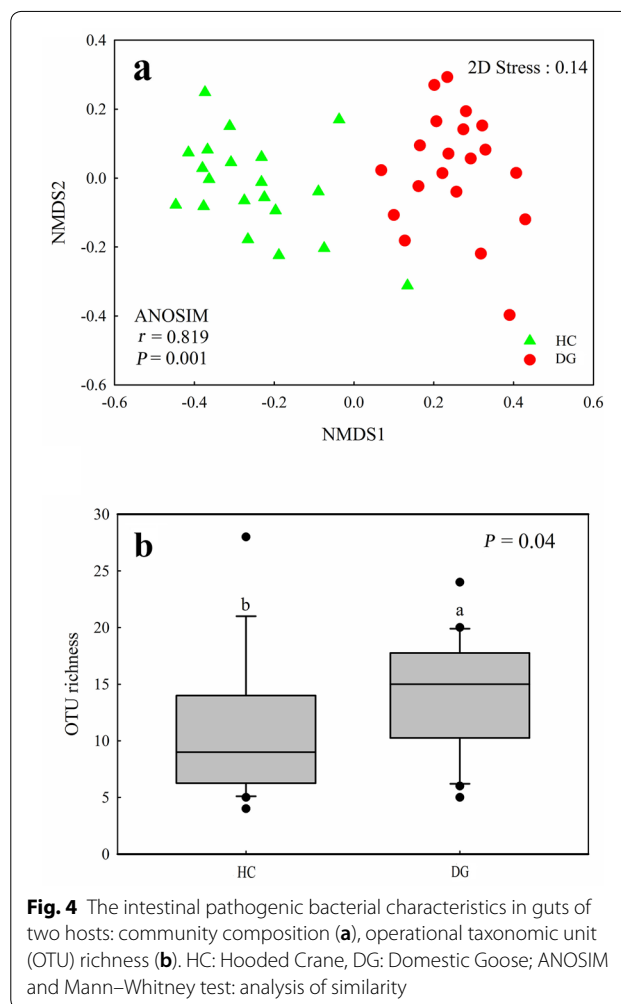 a
2D Stress : 0.14
0.4
0.2
0.0
-0.2
-0.4
-0.6
NMDS2
ANOSIM
r = 0.819
P = 0.001
HC
DG
-0.6 -0.4 -0.2 0.0 0.2 0.4 0.6
NMDS1
b
P = 0.04
30
25
20
15
10
5
0
OTU richness
b
a
HC DG
Fig. 4 The intestinal pathogenic bacterial characteristics in guts of
two hosts: community composition (a), operational taxonomic unit
(OTU) richness (b). HC: Hooded Crane, DG: Domestic Goose; ANOSIM
and Mann–Whitney test: analysis of similarity